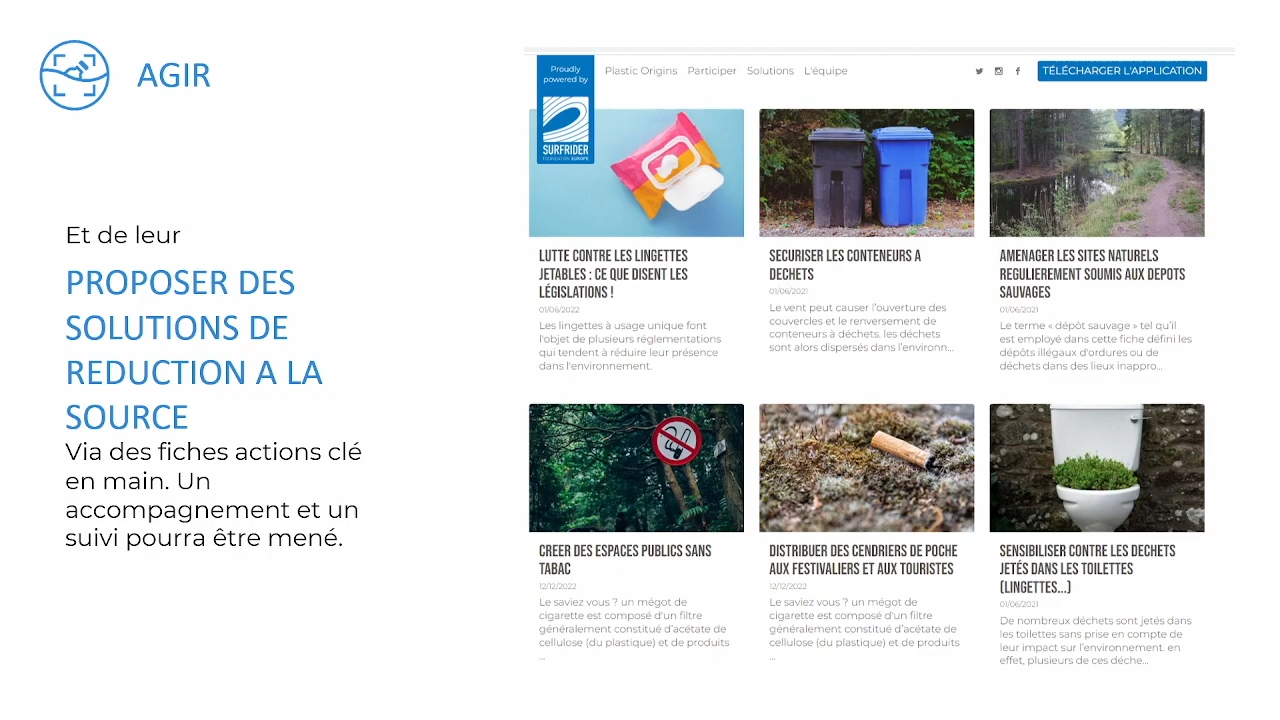 AGIR
Et de leur
PROPOSER DES
SOLUTIONS DE
REDUCTION A LA
SOURCE
Via des fiches actions clé
en main. Un
accompagnement et un
suivi pourra être mené.
Proudly
powered by
SURFRIDER
FOUNDATION EUROPE
Plastic Origins Participer Solutions L'équipe
TÉLÉCHARGER L'APPLICATION
LUTTE CONTRE LES LINGETTES
JETABLES : CE QUE DISENT LES
LÉGISLATIONS !
01/06/2022
Les lingettes à usage unique font
l'objet de plusieurs réglementations
qui tendent à réduire leur présence
dans l'environnement.
SECURISER LES CONTENEURS A
DECHETS
01/06/2021
Le vent peut causer l'ouverture des
couvercles et le renversement de
conteneurs à déchets. les déchets
sont alors dispersés dans l'environn...
AMENAGER LES SITES NATURELS
REGULIEREMENT SOUMIS AUX DEPOTS
SAUVAGES
01/06/2021
Le terme « dépôt sauvage » tel qu'il
est employé dans cette fiche défini les
dépôts illégaux d'ordures ou de
déchets dans des lieux inappro...
CREER DES ESPACES PUBLICS SANS
TABAC
12/12/2022
Le saviez vous ? un mégot de
cigarette est composé d'un filtre
généralement constitué d'acétate de
cellulose (du plastique) et de produits
...
DISTRIBUER DES CENDRIERS DE POCHE
AUX FESTIVALIERS ET AUX TOURISTES
12/12/2022
Le saviez vous ? un mégot de
cigarette est composé d'un filtre
généralement constitué d'acétate de
cellulose (du plastique) et de produits
...
SENSIBILISER CONTRE LES DECHETS
JETÉS DANS LES TOILETTES
(LINGETTES...)
01/06/2021
De nombreux déchets sont jetés dans
les toilettes sans prise en compte de
leur impact sur l'environnement. en
effet, plusieurs de ces déche...